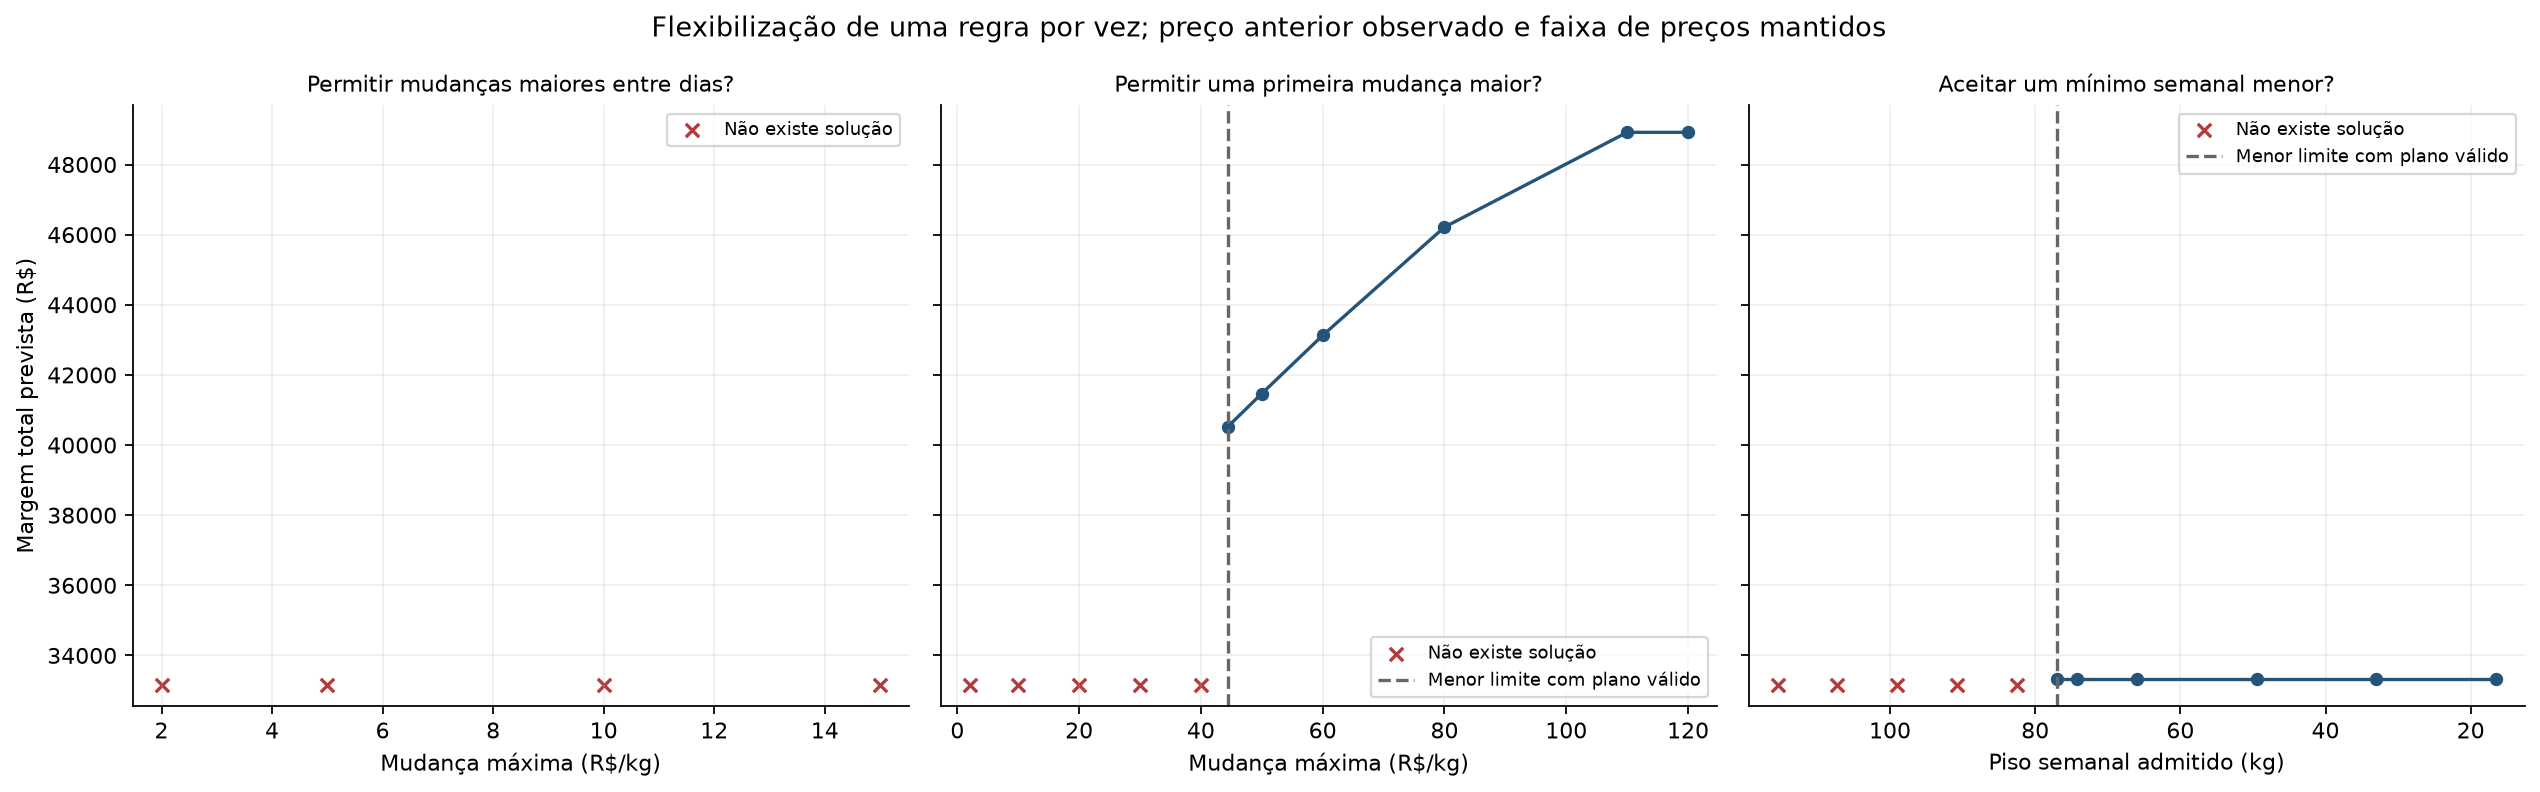 Flexibilização de uma regra por vez; preço anterior observado e faixa de preços mantidos
Permitir mudanças maiores entre dias?
Não existe solução
Margem total prevista (R$)
48000
46000
44000
42000
40000
38000
36000
34000
2
4
6
8
10
12
14
Mudança máxima (R$/kg)
Permitir uma primeira mudança maior?
Não existe solução
Menor limite com plano válido
0
20
40
60
80
100
120
Mudança máxima (R$/kg)
Aceitar um mínimo semanal menor?
Não existe solução
Menor limite com plano válido
100
80
60
40
20
Piso semanal admitido (kg)